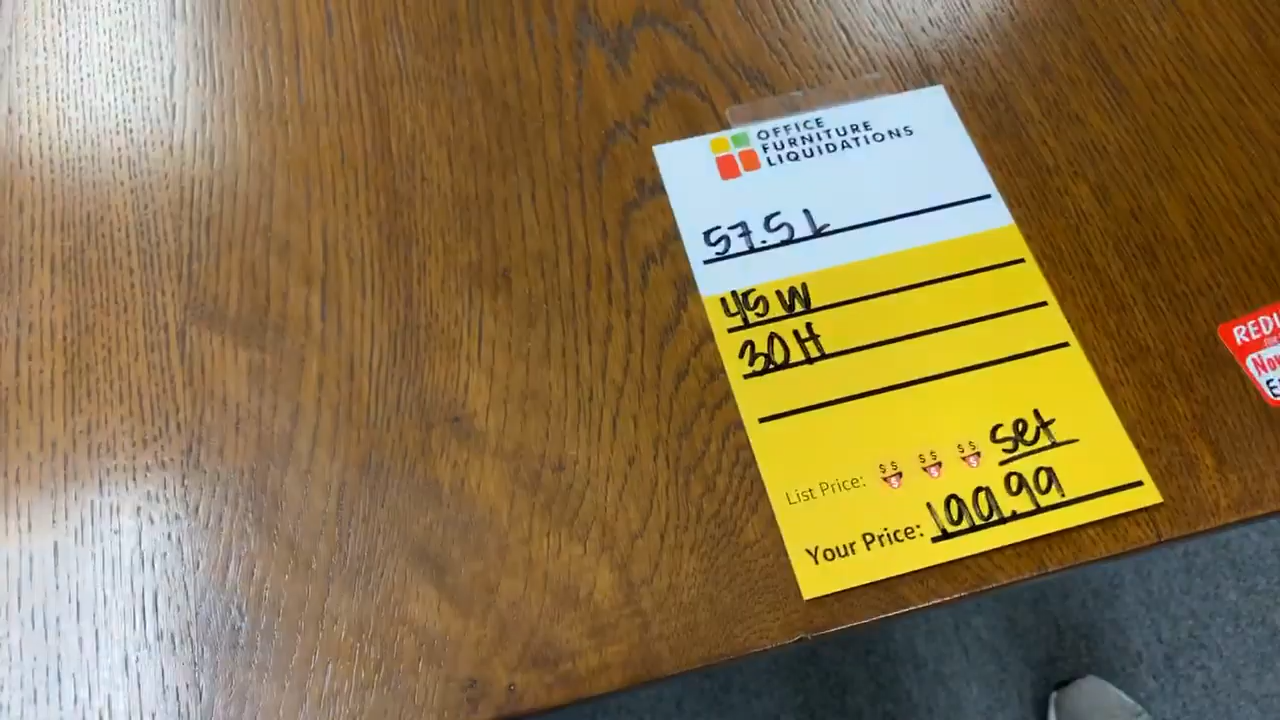 OFFICE
FURNITURE
LIQUIDATIONS
57.5 L
45 W
30 H
List Price: $$ $ $$ $ $$ $ set
Your Price: 199.99